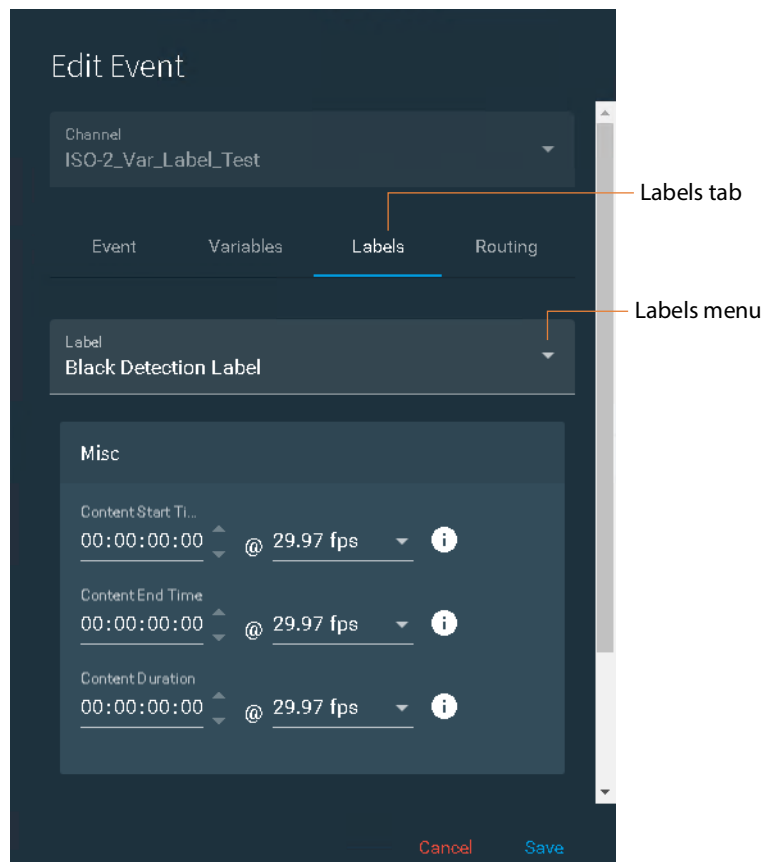 Edit Event
Channel
ISO-2_Var_Label_Test
Labels tab
Event Variables Labels Routing
Labels menu
Label
Black Detection Label
Misc
Content Start Ti...
00:00:00:00 @ 29.97 fps i
Content End Time
00:00:00:00 @ 29.97 fps i
Content Duration
00:00:00:00 @ 29.97 fps i
Cancel Save